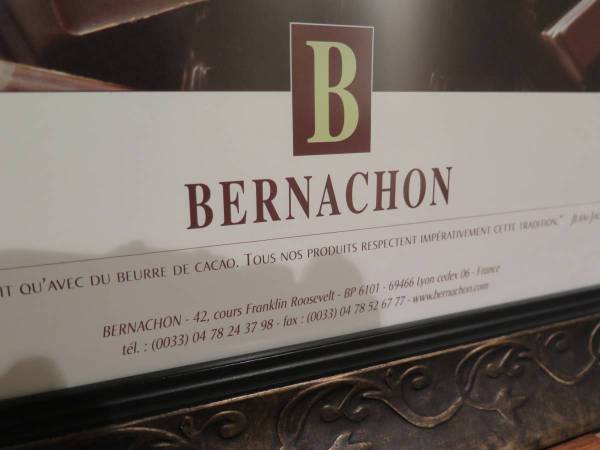 B
BERNACHON
QU'AVEC DU BEURRE DE CACAO. TOUS NOS PRODUITS RESPECTENT IMPÉRATIVEMENT CETTE TRADITION."
BERNACHON - 42, cours Franklin Roosevelt - BP 6101 - 69466 Lyon cedex 06 - France
tél. : (0033) 04 78 24 37 98 - fax : (0033) 04 78 52 67 77 - www.bernachon.com